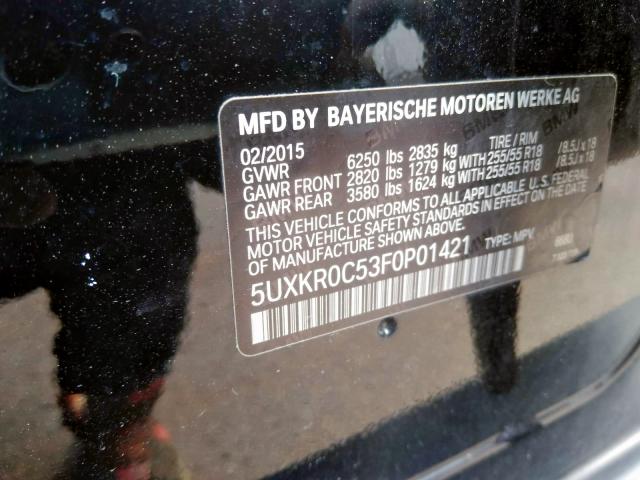 MFD BY BAYERISCHE MOTOREN WERKE AG
02/2015 TIRE / RIM
GVWR 6250 lbs 2835 kg
GAWR FRONT 2820 lbs 1279 kg WITH 255/55 R18 / 8.5J x 18
GAWR REAR 3580 lbs 1624 kg WITH 255/55 R18 / 8.5J x 18
THIS VEHICLE CONFORMS TO ALL APPLICABLE U.S. FEDERAL
MOTOR VEHICLE SAFETY STANDARDS IN EFFECT ON THE DATE
OF MANUFACTURE SHOWN ABOVE.
5UXKR0C53F0P01421 TYPE: MPV